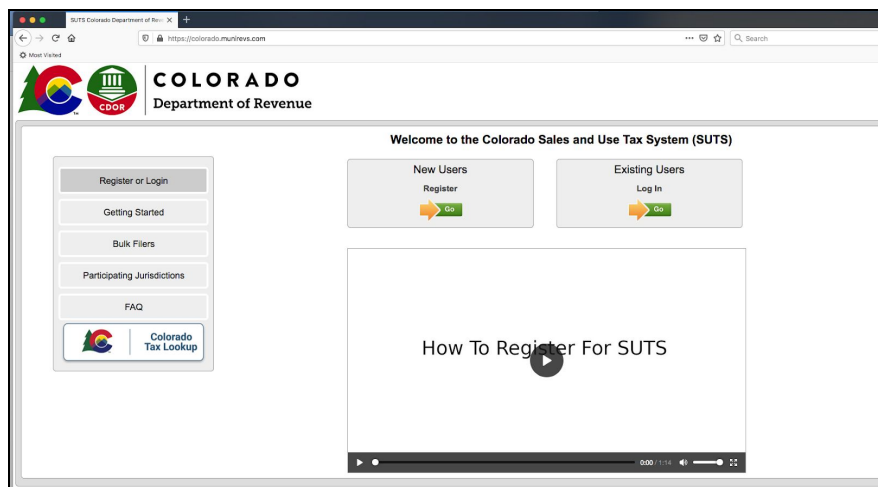 SUTS Colorado Department of Rev
https://colorado.munirevs.com
Search
Most Visited
CDOR
COLORADO
Department of Revenue
TM
Welcome to the Colorado Sales and Use Tax System (SUTS)
Register or Login
Getting Started
Bulk Filers
Participating Jurisdictions
FAQ
Colorado
Tax Lookup
New Users
Register
Go
Existing Users
Log In
Go
How To Register For SUTS
0:00 / 1:14